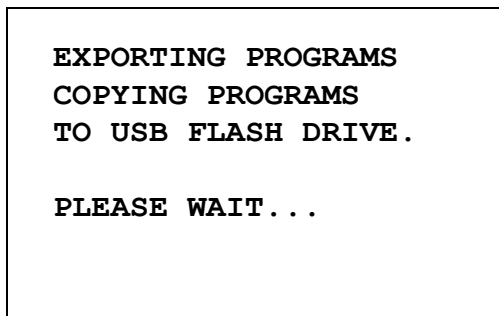 EXPORTING PROGRAMS
COPYING PROGRAMS
TO USB FLASH DRIVE.
PLEASE WAIT...